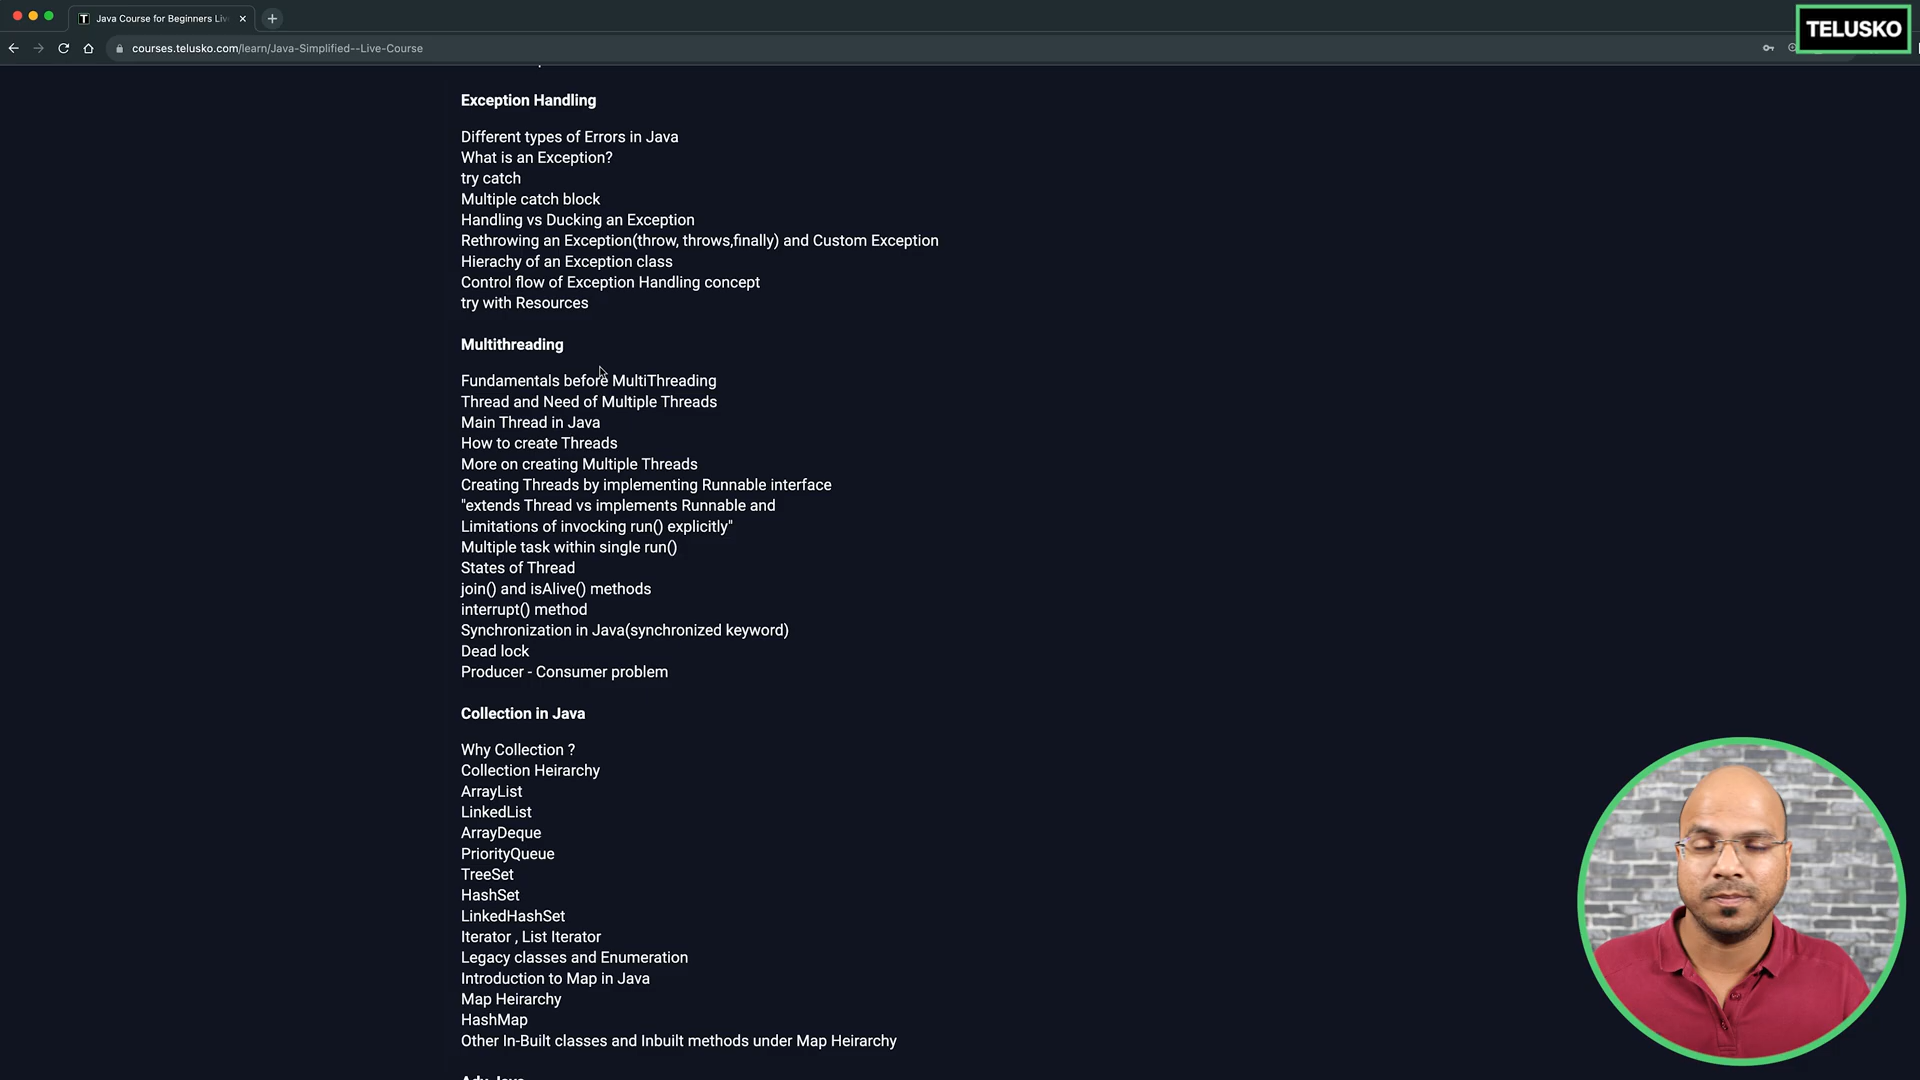 Java Course for Beginners Liv
TELUSKO
courses.telusko.com/learn/Java-Simplified--Live-Course
Exception Handling
Different types of Errors in Java
What is an Exception?
try catch
Multiple catch block
Handling vs Ducking an Exception
Rethrowing an Exception(throw, throws,finally) and Custom Exception
Hierachy of an Exception class
Control flow of Exception Handling concept
try with Resources
Multithreading
Fundamentals before MultiThreading
Thread and Need of Multiple Threads
Main Thread in Java
How to create Threads
More on creating Multiple Threads
Creating Threads by implementing Runnable interface
"extends Thread vs implements Runnable and
Limitations of invocking run() explicitly"
Multiple task within single run()
States of Thread
join() and isAlive() methods
interrupt() method
Synchronization in Java(synchronized keyword)
Dead lock
Producer - Consumer problem
Collection in Java
Why Collection ?
Collection Heirarchy
ArrayList
LinkedList
ArrayDeque
PriorityQueue
TreeSet
HashSet
LinkedHashSet
Iterator , List Iterator
Legacy classes and Enumeration
Introduction to Map in Java
Map Heirarchy
HashMap
Other In-Built classes and Inbuilt methods under Map Heirarchy